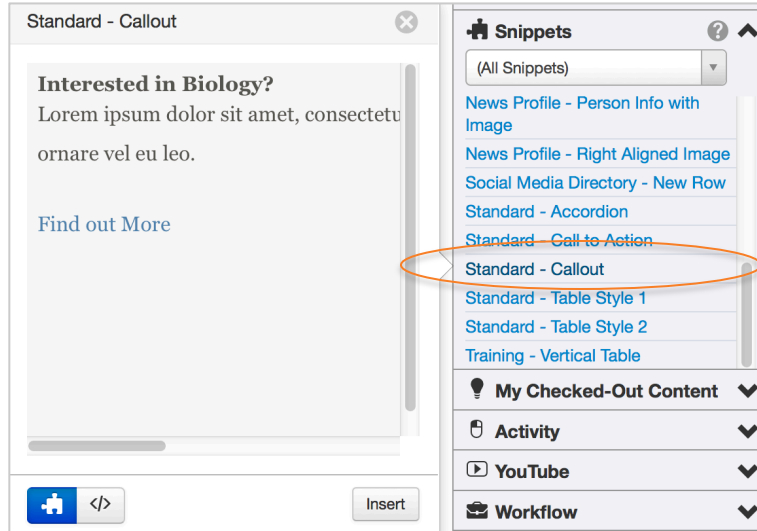 Standard - Callout
Interested in Biology?
Lorem ipsum dolor sit amet, consectetu
ornare vel eu leo.
Find out More
</>
Insert
Snippets
?
(All Snippets)
News Profile - Person Info with
Image
News Profile - Right Aligned Image
Social Media Directory - New Row
Standard - Accordion
Standard - Call to Action
Standard - Callout
Standard - Table Style 1
Standard - Table Style 2
Training - Vertical Table
My Checked-Out Content
Activity
YouTube
Workflow